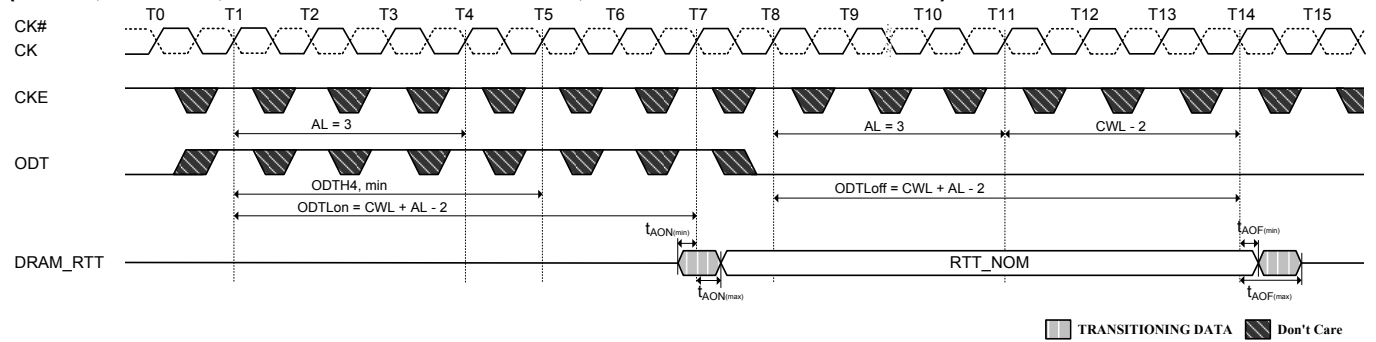 T0 T1 T2 T3 T4 T5 T6 T7 T8 T9 T10 T11 T12 T13 T14 T15
CK#
CK
CKE
AL = 3 AL = 3 CWL - 2
ODT
ODTH4, min ODTLoff = CWL + AL - 2
ODTLon = CWL + AL - 2
tAON(min) tAOF(min)
DRAM_RTT RTT_NOM
tAON(max) tAOF(max)
TRANSITIONING DATA Don't Care